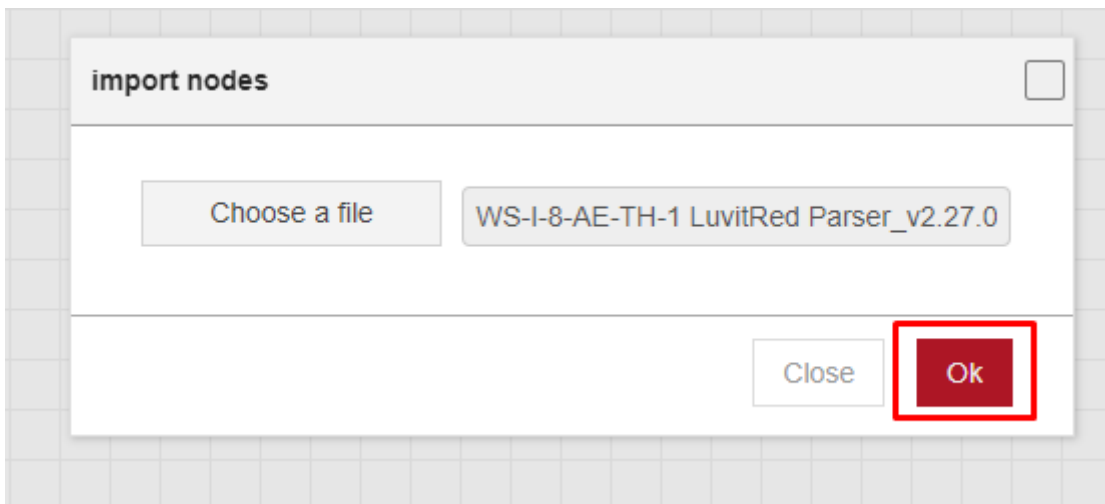 import nodes
Choose a file
WS-I-8-AE-TH-1 LuvitRed Parser_v2.27.0
Close
Ok